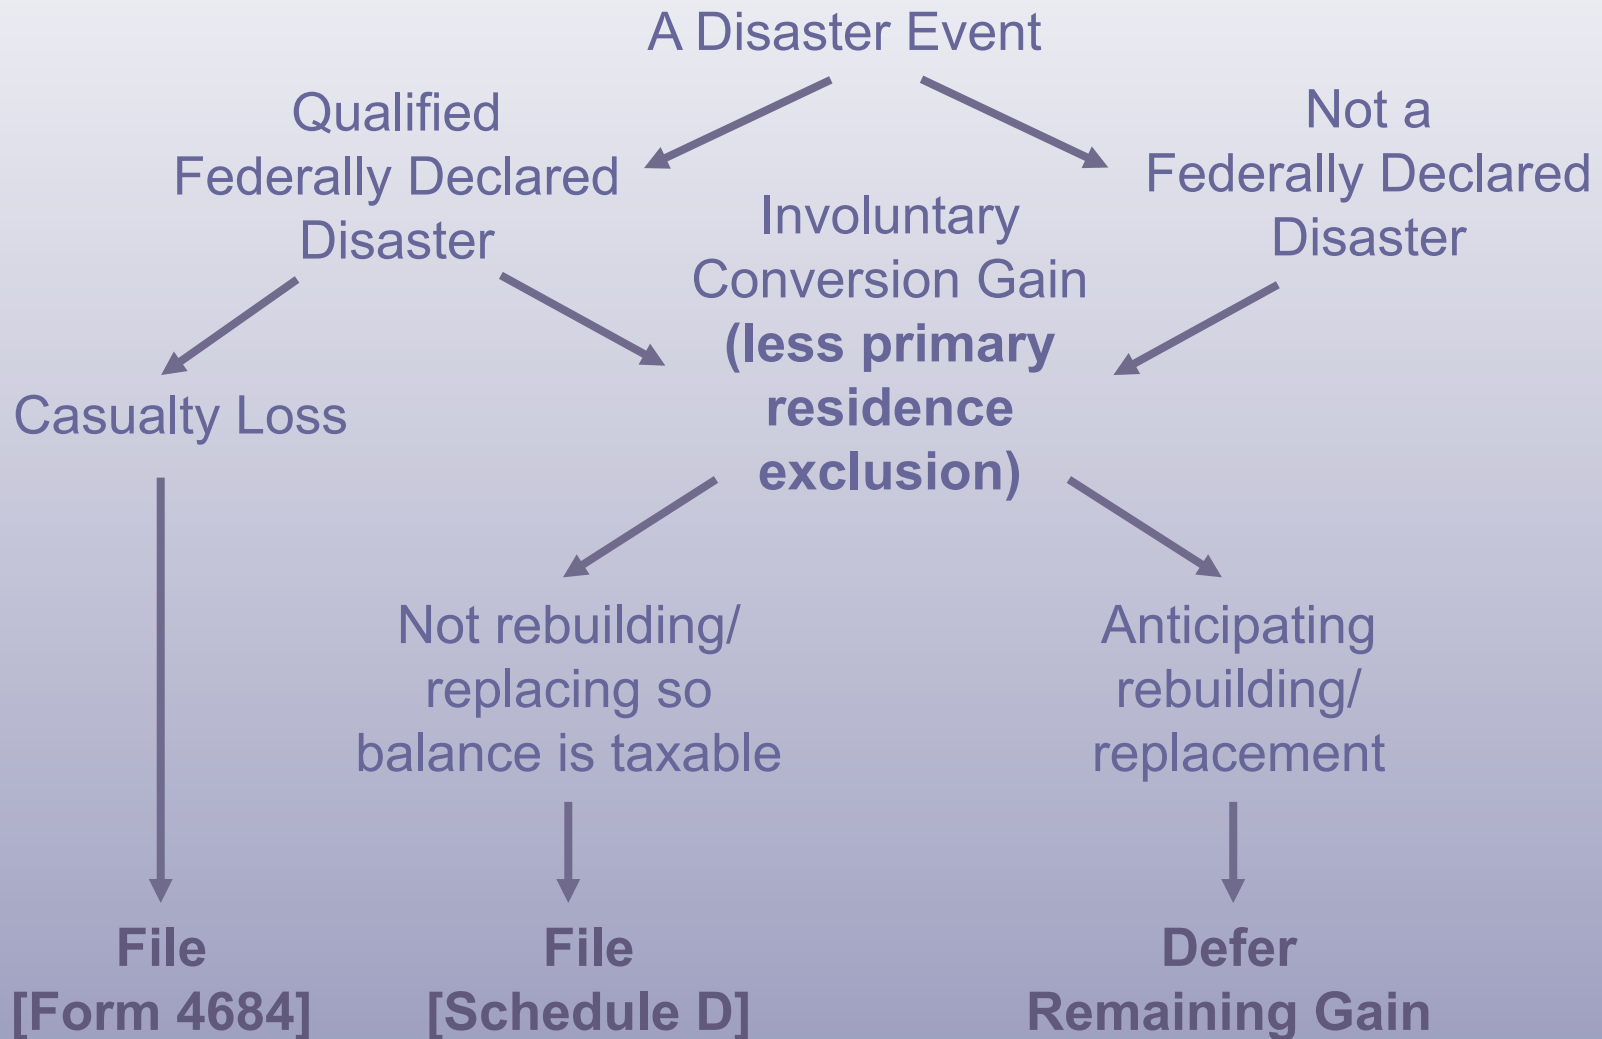 A Disaster Event
Qualified
Federally Declared
Disaster
Not a
Federally Declared
Disaster
Involuntary
Conversion Gain
(less primary
residence
exclusion)
Casualty Loss
Not rebuilding/
replacing so
balance is taxable
Anticipating
rebuilding/
replacement
File
[Form 4684]
File
[Schedule D]
Defer
Remaining Gain